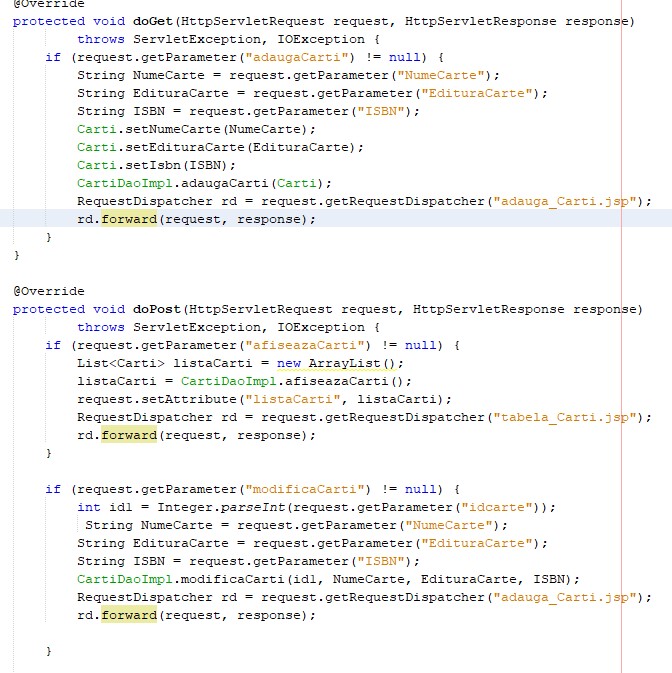 @Override
protected void doGet(HttpServletRequest request, HttpServletResponse response)
        throws ServletException, IOException {
    if (request.getParameter("adaugaCarti") != null) {
        String NumeCarte = request.getParameter("NumeCarte");
        String EdituraCarte = request.getParameter("EdituraCarte");
        String ISBN = request.getParameter("ISBN");
        Carti.setNumeCarte(NumeCarte);
        Carti.setEdituraCarte(EdituraCarte);
        Carti.setIsbn(ISBN);
        CartiDaoImpl.adaugaCarti(Carti);
        RequestDispatcher rd = request.getRequestDispatcher("adauga_Carti.jsp");
        rd.forward(request, response);
    }
}
@Override
protected void doPost(HttpServletRequest request, HttpServletResponse response)
        throws ServletException, IOException {
    if (request.getParameter("afiseazaCarti") != null) {
        List<Carti> listaCarti = new ArrayList();
        listaCarti = CartiDaoImpl.afiseazaCarti();
        request.setAttribute("listaCarti", listaCarti);
        RequestDispatcher rd = request.getRequestDispatcher("tabela_Carti.jsp");
        rd.forward(request, response);
    }
    if (request.getParameter("modificaCarti") != null) {
        int id1 = Integer.parseInt(request.getParameter("idcarte"));
         String NumeCarte = request.getParameter("NumeCarte");
        String EdituraCarte = request.getParameter("EdituraCarte");
        String ISBN = request.getParameter("ISBN");
        CartiDaoImpl.modificaCarti(id1, NumeCarte, EdituraCarte, ISBN);
        RequestDispatcher rd = request.getRequestDispatcher("adauga_Carti.jsp");
        rd.forward(request, response);
    }